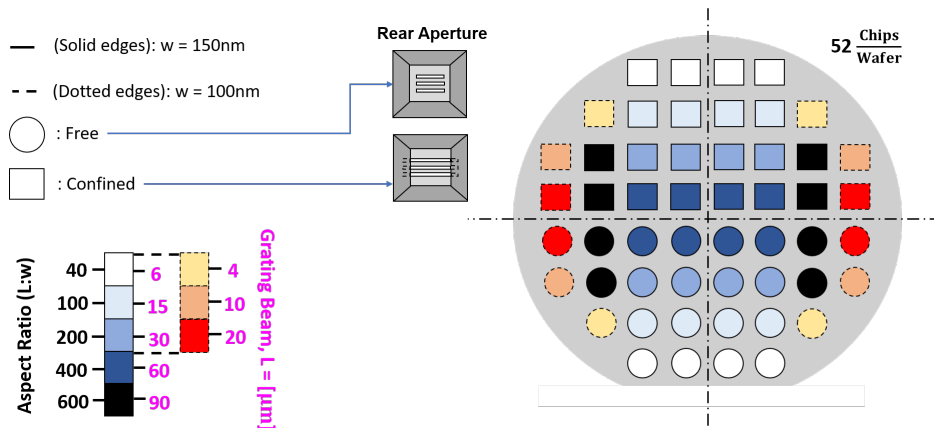 (Solid edges): w = 150nm
(Dotted edges): w = 100nm
: Free
: Confined
Rear Aperture
52 Chips/Wafer
Aspect Ratio (L:w)
40
100
200
400
600
6
15
30
60
90
4
10
20
Grating Beam, L = [μm]